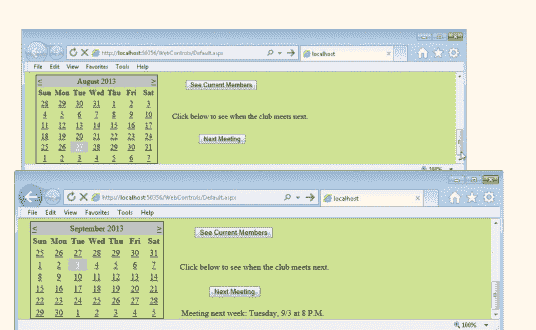 http://localhost:56056/WebControls/Default.aspx
localhost
File Edit View Favorites Tools Help
< August 2013 >
Sun Mon Tue Wed Thu Fri Sat
28 29 30 31 1 2 3
4 5 6 7 8 9 10
11 12 13 14 15 16 17
18 19 20 21 22 23 24
25 26 27 28 29 30 31
1 2 3 4 5 6 7
See Current Members
Click below to see when the club meets next.
Next Meeting
100%
http://localhost:56056/WebControls/Default.aspx
localhost
File Edit View Favorites Tools Help
< September 2013 >
Sun Mon Tue Wed Thu Fri Sat
25 26 27 28 29 30 31
1 2 3 4 5 6 7
8 9 10 11 12 13 14
15 16 17 18 19 20 21
22 23 24 25 26 27 28
29 30 1 2 3 4 5
See Current Members
Click below to see when the club meets next.
Next Meeting
Meeting next week: Tuesday, 9/3 at 8 P.M.
100%